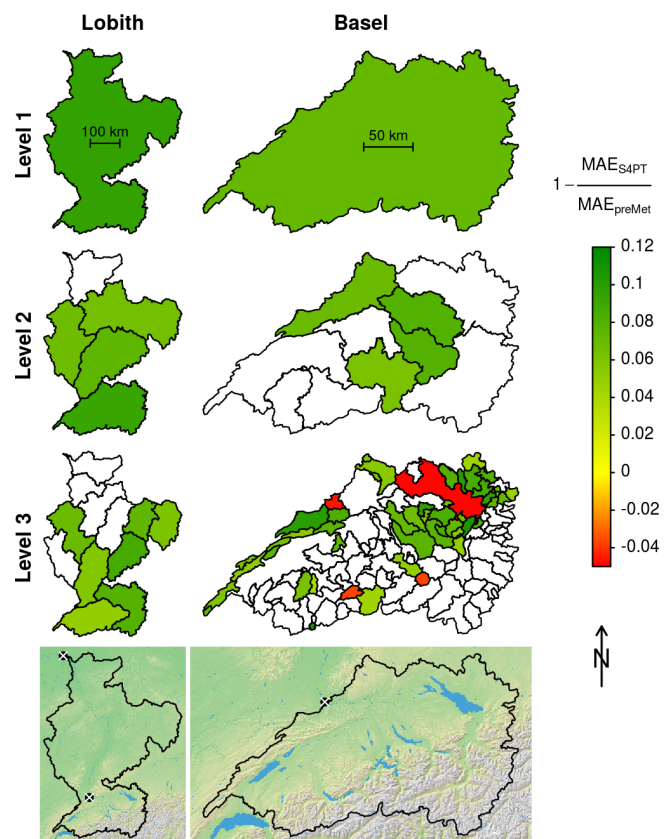 Lobith
Basel
Level 1
100 km
50 km
1 − MAE_S4PT / MAE_preMet
Level 2
0.12
0.1
0.08
0.06
0.04
0.02
0
-0.02
-0.04
Level 3
N